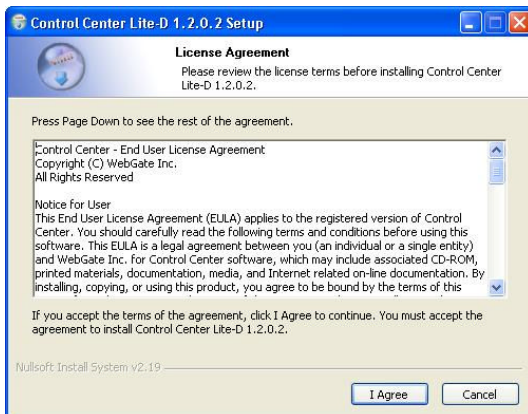 Control Center Lite-D 1.2.0.2 Setup
License Agreement
Please review the license terms before installing Control Center
Lite-D 1.2.0.2.
Press Page Down to see the rest of the agreement.
Control Center - End User License Agreement
Copyright (C) WebGate Inc.
All Rights Reserved
Notice for User
This End User License Agreement (EULA) applies to the registered version of Control
Center. You should carefully read the following terms and conditions before using this
software. This EULA is a legal agreement between you (an individual or a single entity)
and WebGate Inc. for Control Center software, which may include associated CD-ROM,
printed materials, documentation, media, and Internet related on-line documentation. By
installing, copying, or using this product, you agree to be bound by the terms of this
If you accept the terms of the agreement, click I Agree to continue. You must accept the
agreement to install Control Center Lite-D 1.2.0.2.
Nullsoft Install System v2.19
I Agree
Cancel